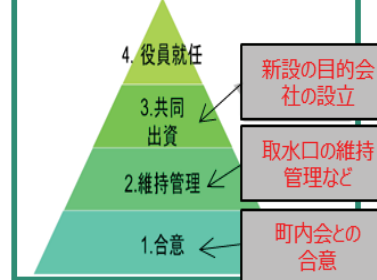 4. 役員就任
新設の目的会
社の設立
3.共同
出資
取水口の維持
管理など
2.維持管理
町内会との
合意
1.合意